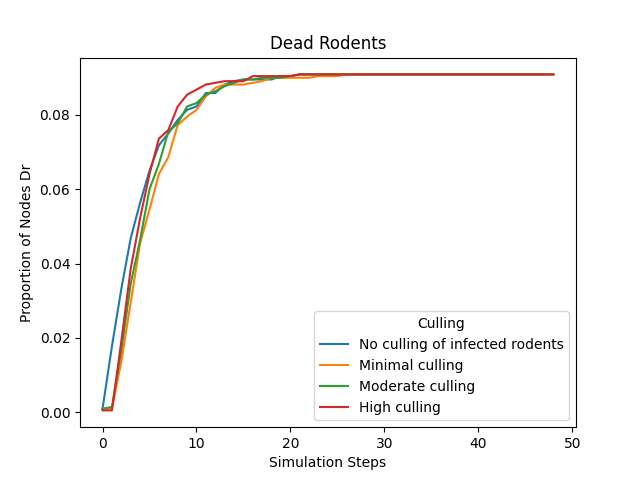 Dead Rodents
Proportion of Nodes Dr
0.08
0.06
0.04
0.02
0.00
Culling
No culling of infected rodents
Minimal culling
Moderate culling
High culling
0 10 20 30 40 50
Simulation Steps